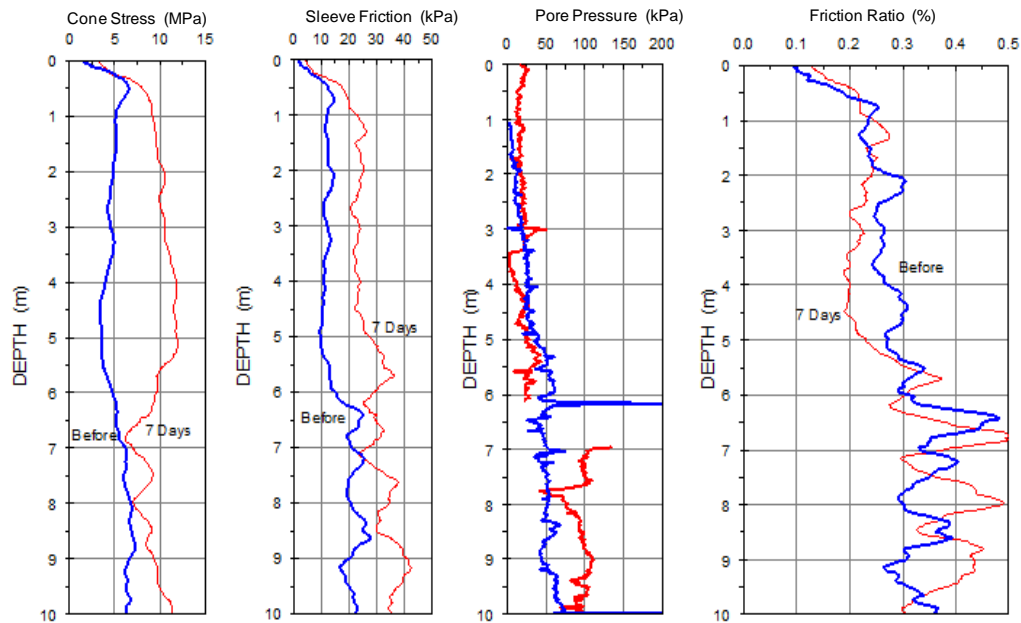 Cone Stress (MPa)
0 5 10 15
0
1
2
3
4
5
6
7
8
9
10
DEPTH (m)
Before
7 Days
Sleeve Friction (kPa)
0 10 20 30 40 50
0
1
2
3
4
5
6
7
8
9
10
DEPTH (m)
7 Days
Before
Pore Pressure (kPa)
0 50 100 150 200
0
1
2
3
4
5
6
7
8
9
10
DEPTH (m)
Friction Ratio (%)
0.0 0.1 0.2 0.3 0.4 0.5
0
1
2
3
4
5
6
7
8
9
10
DEPTH (m)
Before
7 Days